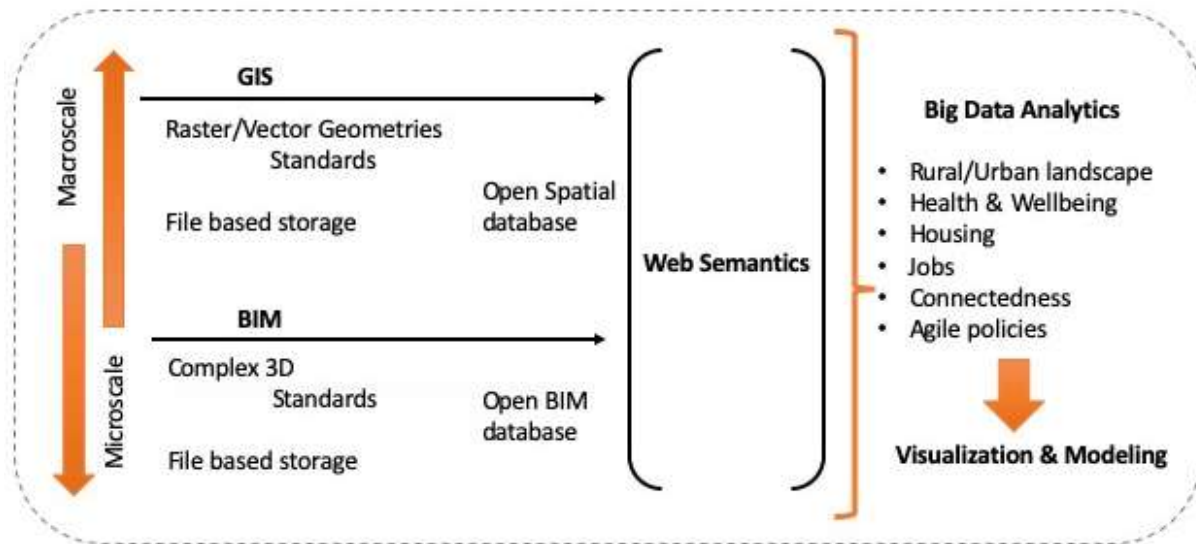 Macroscale
Microscale
GIS
Raster/Vector Geometries
Standards
File based storage
Open Spatial
database
BIM
Complex 3D
Standards
File based storage
Open BIM
database
Web Semantics
Big Data Analytics
• Rural/Urban landscape
• Health & Wellbeing
• Housing
• Jobs
• Connectedness
• Agile policies
Visualization & Modeling